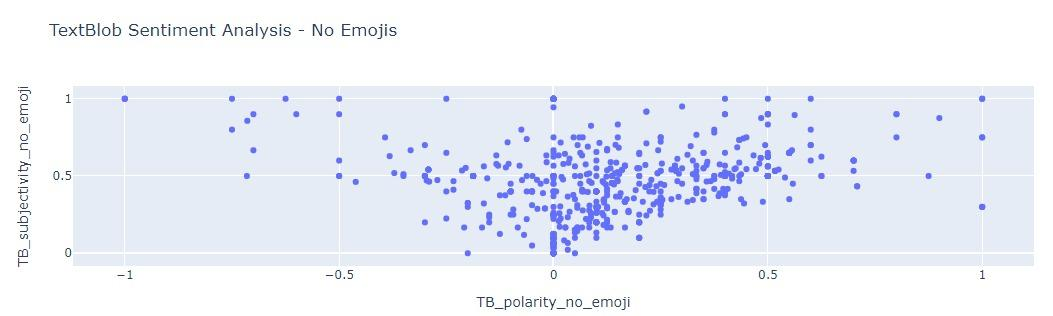 TextBlob Sentiment Analysis - No Emojis
TB_subjectivity_no_emoji
1
0.5
0
−1
−0.5
0
0.5
1
TB_polarity_no_emoji